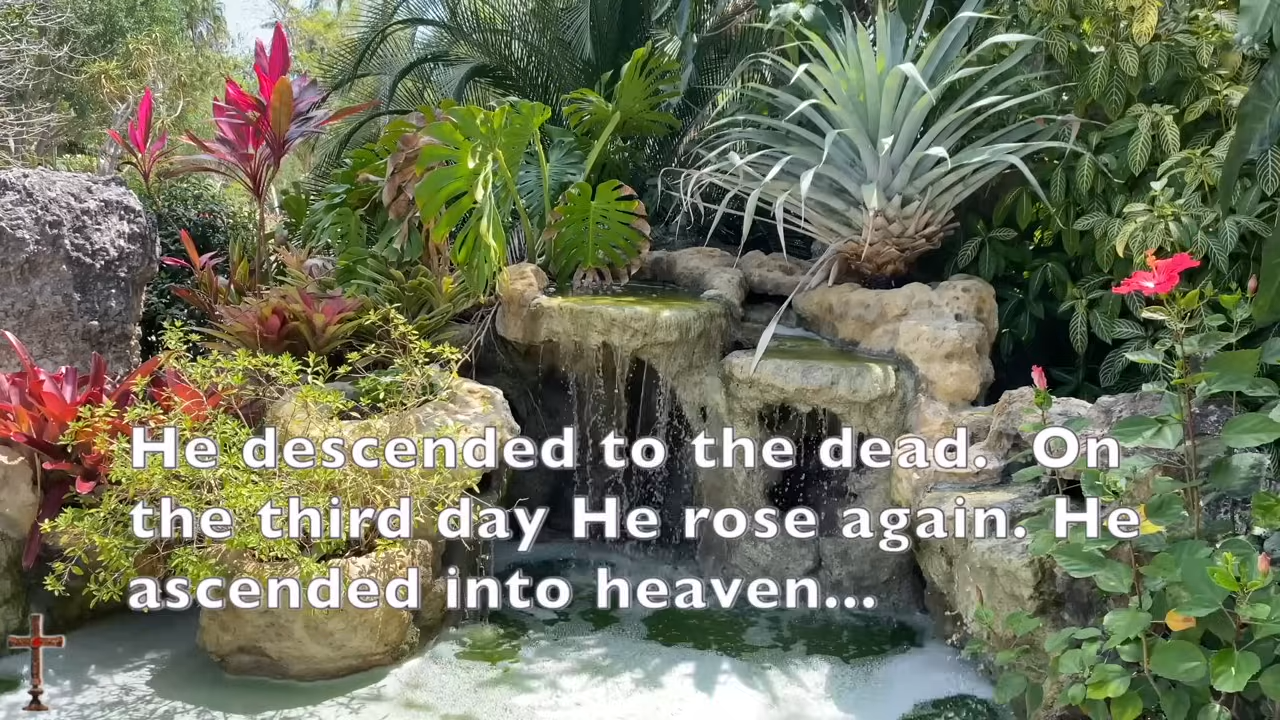 He descended to the dead.  On
the third day He rose again. He
ascended into heaven...